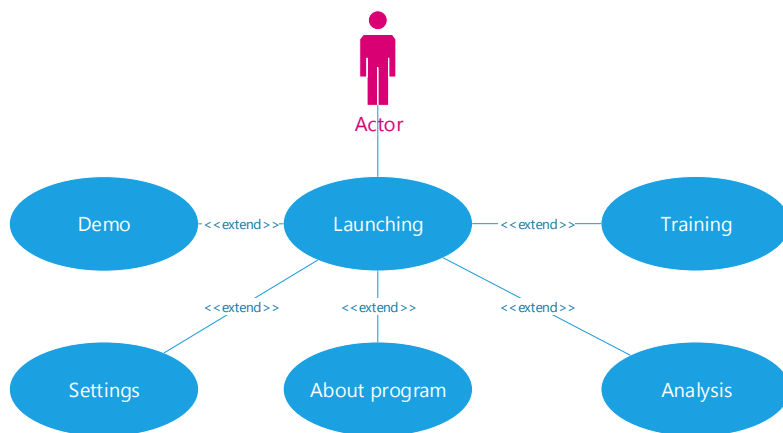 Actor
Demo
<<extend>>
Launching
<<extend>>
Training
<<extend>>
<<extend>>
<<extend>>
Settings
About program
Analysis